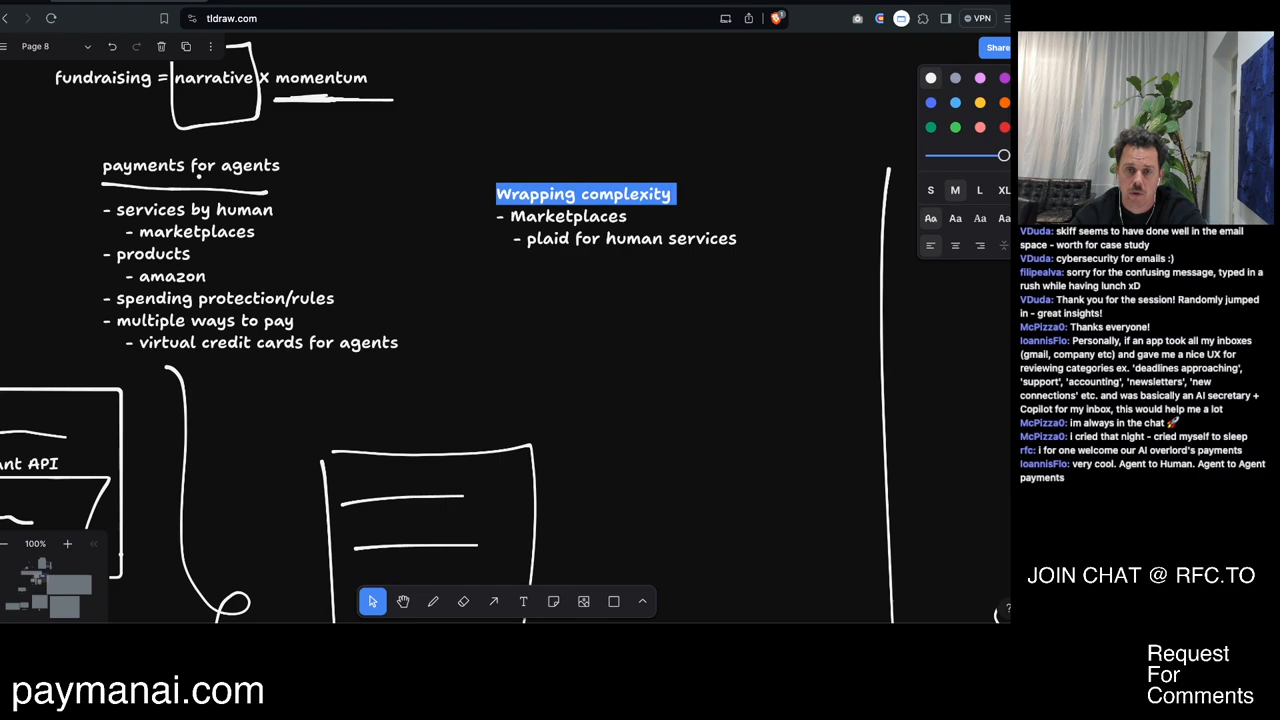 tldraw.com
VPN
Page 8
Share
fundraising = narrative x momentum
payments for agents
- services by human
- marketplaces
- products
- amazon
- spending protection/rules
- multiple ways to pay
- virtual credit cards for agents
Wrapping complexity
- Marketplaces
- plaid for human services
S M L XL
Aa Aa Aa Aa
ant API
100%
?
VDuda: skiff seems to have done well in the email
space - worth for case study
VDuda: cybersecurity for emails :)
filipealva: sorry for the confusing message, typed in a
rush while having lunch xD
VDuda: Thank you for the session! Randomly jumped
in - great insights!
McPizza0: Thanks everyone!
IoannisFlo: Personally, if an app took all my inboxes
(gmail, company etc) and gave me a nice UX for
reviewing categories ex. 'deadlines approaching',
'support', 'accounting', 'newsletters', 'new
connections' etc. and was basically an AI secretary +
Copilot for my inbox, this would help me a lot
McPizza0: im always in the chat 🚀
McPizza0: i cried that night - cried myself to sleep
rfc: i for one welcome our AI overlord's payments
IoannisFlo: very cool. Agent to Human. Agent to Agent
payments
JOIN CHAT @ RFC.TO
Request
For
Comments
paymanai.com